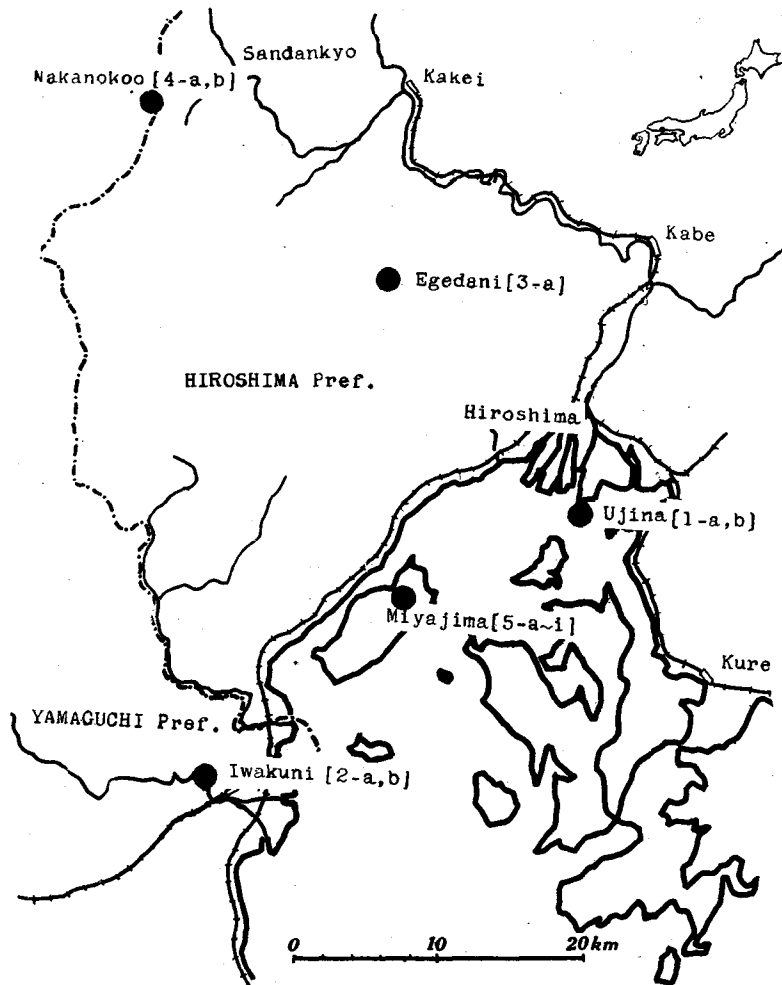 Sandankyo
Nakanokoo [4-a,b]
Kakei
Kabe
Egedani[3-a]
HIROSHIMA Pref.
Hiroshima
Ujina[1-a,b]
Miyajima[5-a~i]
Kure
YAMAGUCHI Pref.
Iwakuni [2-a,b]
0 10 20km